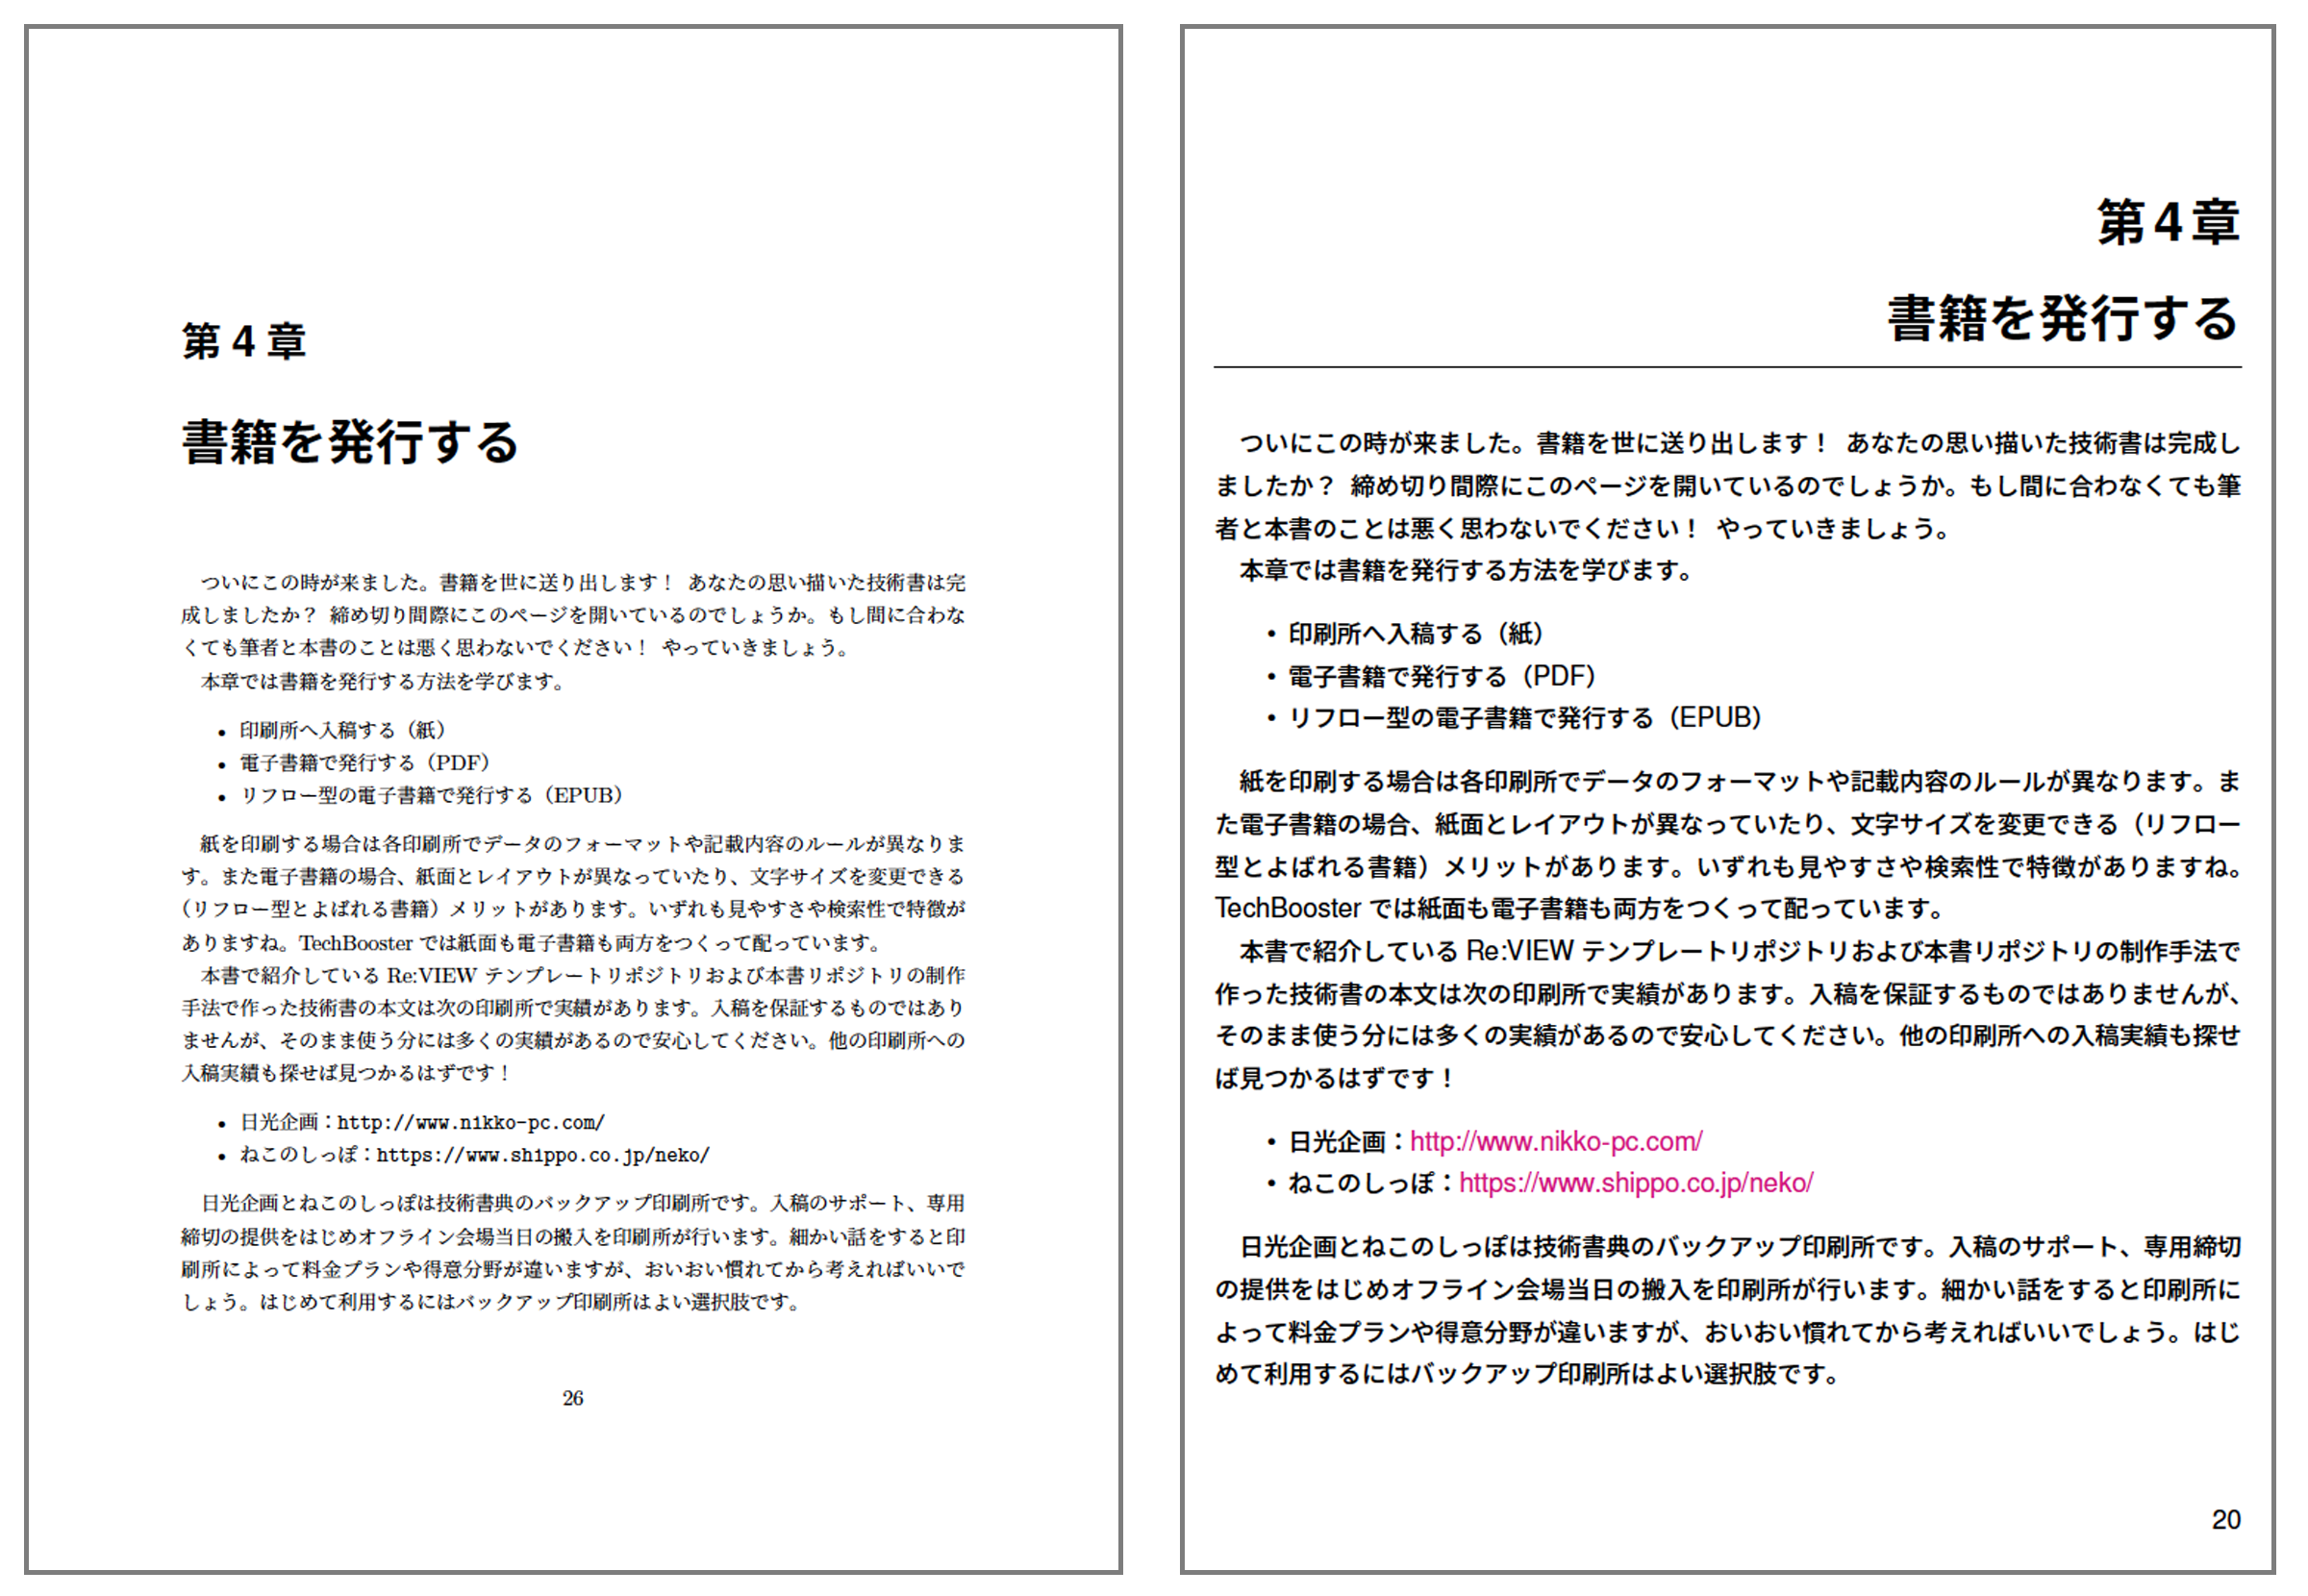 第 4 章
書籍を発行する
ついにこの時が来ました。書籍を世に送り出します！ あなたの思い描いた技術書は完
成しましたか？ 締め切り間際にこのページを開いているのでしょうか。もし間に合わな
くても筆者と本書のことは悪く思わないでください！ やっていきましょう。
本章では書籍を発行する方法を学びます。
• 印刷所へ入稿する（紙）
• 電子書籍で発行する（PDF）
• リフロー型の電子書籍で発行する（EPUB）
紙を印刷する場合は各印刷所でデータのフォーマットや記載内容のルールが異なりま
す。また電子書籍の場合、紙面とレイアウトが異なっていたり、文字サイズを変更できる
（リフロー型とよばれる書籍）メリットがあります。いずれも見やすさや検索性で特徴が
ありますね。TechBooster では紙面も電子書籍も両方をつくって配っています。
本書で紹介している Re:VIEW テンプレートリポジトリおよび本書リポジトリの制作
手法で作った技術書の本文は次の印刷所で実績があります。入稿を保証するものではあり
ませんが、そのまま使う分には多くの実績があるので安心してください。他の印刷所への
入稿実績も探せば見つかるはずです！
• 日光企画：http://www.nikko-pc.com/
• ねこのしっぽ：https://www.shippo.co.jp/neko/
日光企画とねこのしっぽは技術書典のバックアップ印刷所です。入稿のサポート、専用
締切の提供をはじめオフライン会場当日の搬入を印刷所が行います。細かい話をすると印
刷所によって料金プランや得意分野が違いますが、おいおい慣れてから考えればいいで
しょう。はじめて利用するにはバックアップ印刷所はよい選択肢です。
26
第4章
書籍を発行する
ついにこの時が来ました。書籍を世に送り出します！ あなたの思い描いた技術書は完成し
ましたか？ 締め切り間際にこのページを開いているのでしょうか。もし間に合わなくても筆
者と本書のことは悪く思わないでください！ やっていきましょう。
本章では書籍を発行する方法を学びます。
• 印刷所へ入稿する（紙）
• 電子書籍で発行する（PDF）
• リフロー型の電子書籍で発行する（EPUB）
紙を印刷する場合は各印刷所でデータのフォーマットや記載内容のルールが異なります。ま
た電子書籍の場合、紙面とレイアウトが異なっていたり、文字サイズを変更できる（リフロー
型とよばれる書籍）メリットがあります。いずれも見やすさや検索性で特徴がありますね。
TechBooster では紙面も電子書籍も両方をつくって配っています。
本書で紹介している Re:VIEW テンプレートリポジトリおよび本書リポジトリの制作手法で
作った技術書の本文は次の印刷所で実績があります。入稿を保証するものではありませんが、
そのまま使う分には多くの実績があるので安心してください。他の印刷所への入稿実績も探せ
ば見つかるはずです！
• 日光企画：http://www.nikko-pc.com/
• ねこのしっぽ：https://www.shippo.co.jp/neko/
日光企画とねこのしっぽは技術書典のバックアップ印刷所です。入稿のサポート、専用締切
の提供をはじめオフライン会場当日の搬入を印刷所が行います。細かい話をすると印刷所に
よって料金プランや得意分野が違いますが、おいおい慣れてから考えればいいでしょう。はじ
めて利用するにはバックアップ印刷所はよい選択肢です。
20